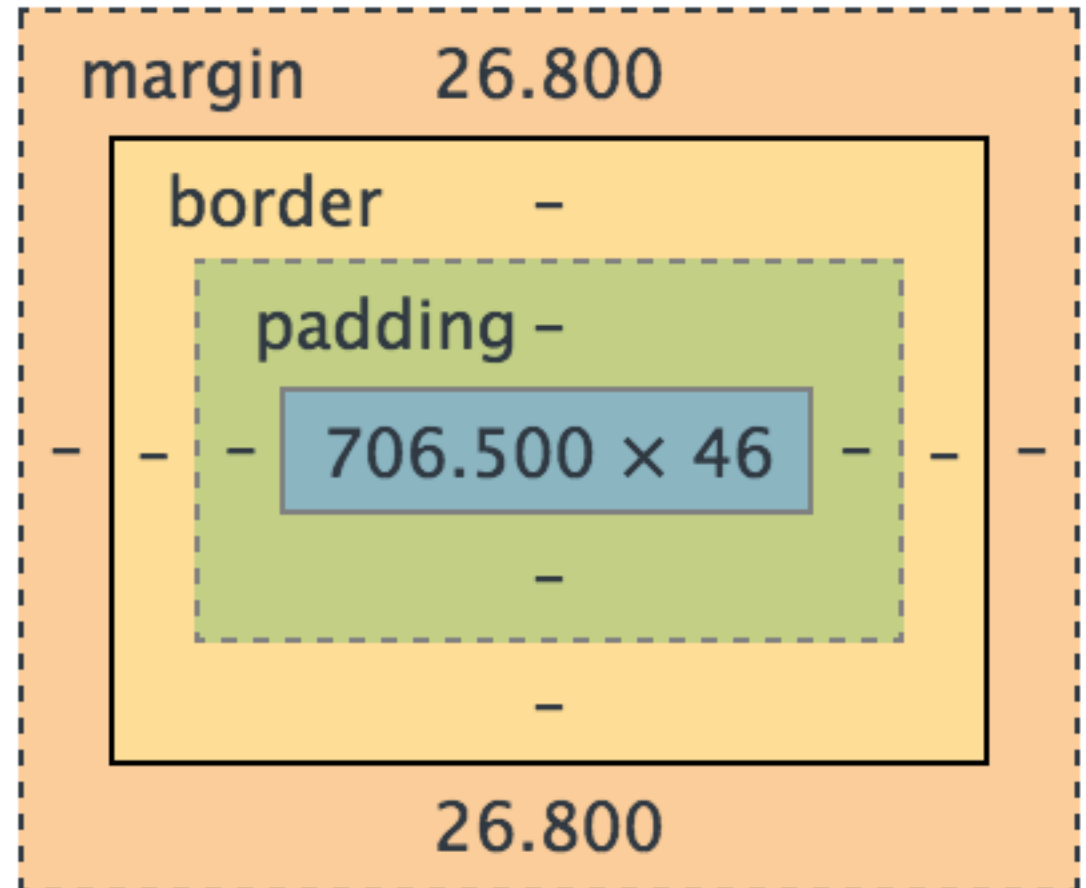 margin 26.800
border -
padding -
- - - 706.500 × 46 - - -
-
-
26.800